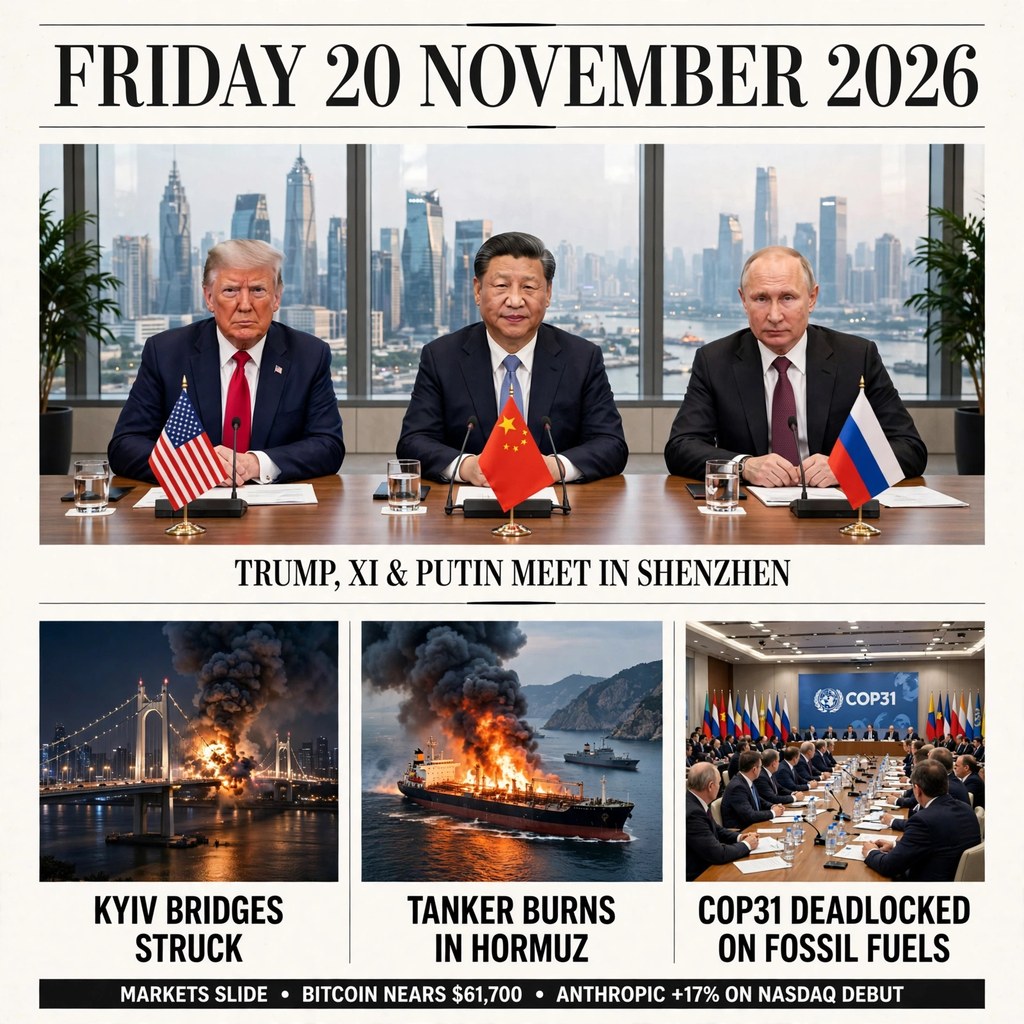 FRIDAY 20 NOVEMBER 2026
TRUMP, XI & PUTIN MEET IN SHENZHEN
COP31
KYIV BRIDGES
STRUCK
TANKER BURNS
IN HORMUZ
COP31 DEADLOCKED
ON FOSSIL FUELS
MARKETS SLIDE • BITCOIN NEARS $61,700 • ANTHROPIC +17% ON NASDAQ DEBUT